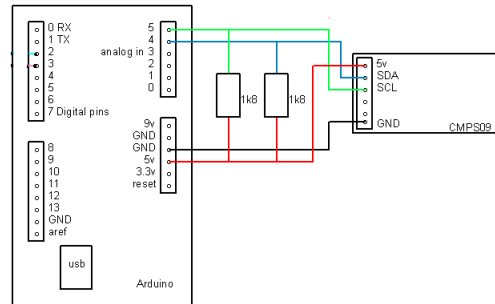 0 RX
1 TX
2
3
4
5
6
7 Digital pins
8
9
10
11
12
13
GND
aref
usb
5
4
analog in 3
2
1
0
9v
GND
GND
5v
3.3v
reset
Arduino
1k8
1k8
5v
SDA
SCL
GND
CMPS09